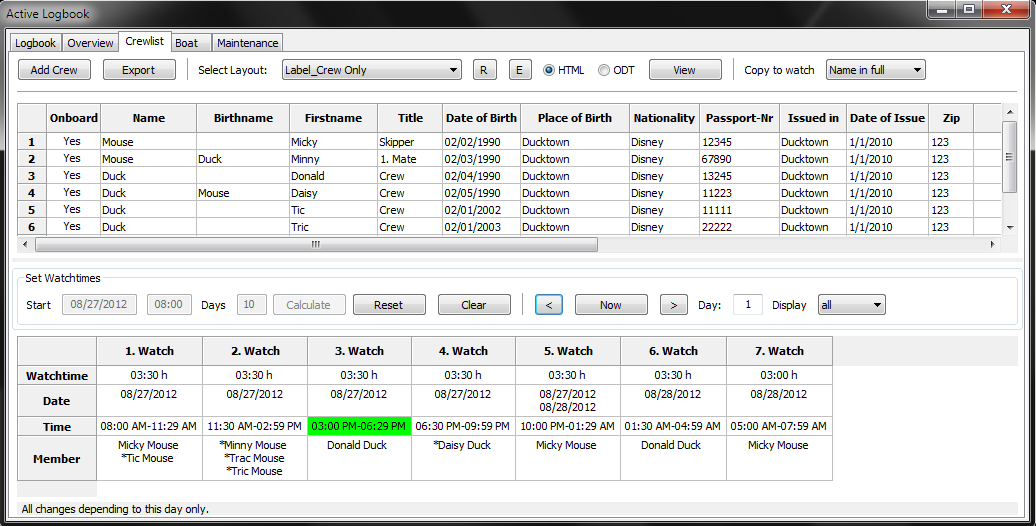 Active Logbook
Logbook Overview Crewlist Boat Maintenance
Add Crew Export Select Layout: Label_Crew Only R E HTML ODT View Copy to watch Name in full
Onboard Name Birthname Firstname Title Date of Birth Place of Birth Nationality Passport-Nr Issued in Date of Issue Zip
1 Yes Mouse Micky Skipper 02/02/1990 Ducktown Disney 12345 Ducktown 1/1/2010 123
2 Yes Mouse Duck Minny 1. Mate 02/03/1990 Ducktown Disney 67890 Ducktown 1/1/2010 123
3 Yes Duck Donald Crew 02/04/1990 Ducktown Disney 13245 Ducktown 1/1/2010 123
4 Yes Duck Mouse Daisy Crew 02/05/1990 Ducktown Disney 11223 Ducktown 1/1/2010 123
5 Yes Duck Tic Crew 02/01/2002 Ducktown Disney 11111 Ducktown 1/1/2010 123
6 Yes Duck Tric Crew 02/01/2003 Ducktown Disney 22222 Ducktown 1/1/2010 123
Set Watchtimes
Start 08/27/2012 08:00 Days 10 Calculate Reset Clear < Now > Day: 1 Display all
1. Watch 2. Watch 3. Watch 4. Watch 5. Watch 6. Watch 7. Watch
Watchtime 03:30 h 03:30 h 03:30 h 03:30 h 03:30 h 03:30 h 03:00 h
Date 08/27/2012 08/27/2012 08/27/2012 08/27/2012 08/27/2012 08/28/2012 08/28/2012
08/28/2012
Time 08:00 AM-11:29 AM 11:30 AM-02:59 PM 03:00 PM-06:29 PM 06:30 PM-09:59 PM 10:00 PM-01:29 AM 01:30 AM-04:59 AM 05:00 AM-07:59 AM
Member Micky Mouse *Minny Mouse Donald Duck *Daisy Duck Micky Mouse Donald Duck Micky Mouse
*Tic Mouse *Trac Mouse
*Tric Mouse
All changes depending to this day only.